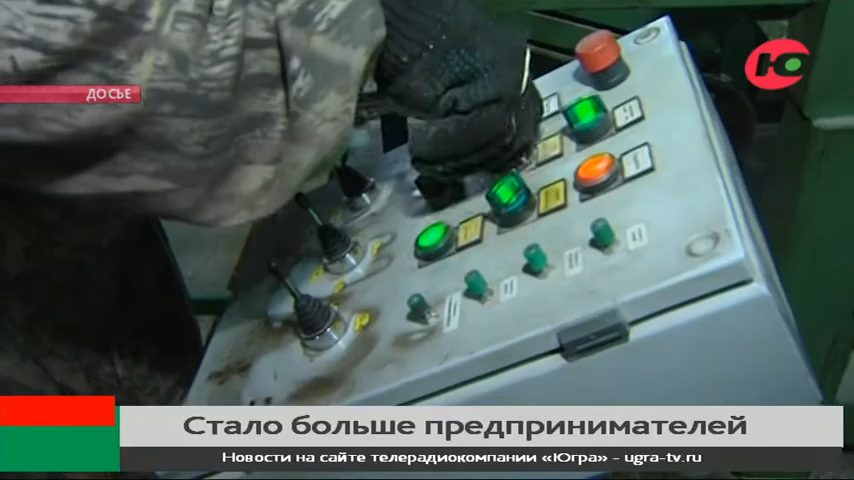 ДОСЬЕ
Ю
Стало больше предпринимателей
Новости на сайте телерадиокомпании «Югра» - ugra-tv.ru